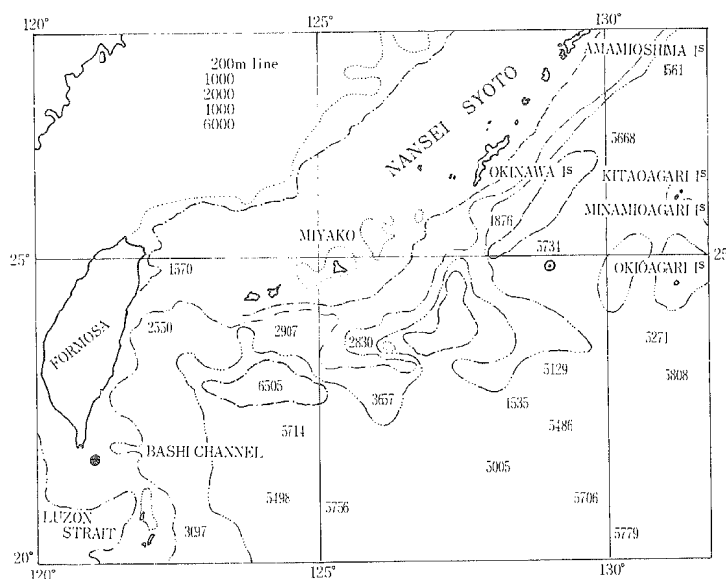 120°
125°
130°
200m line
1000
2000
1000
6000
AMAMIOSHIMA Iˢ
1561
NANSEI SYOTO
5668
OKINAWA Iˢ
KITAOAGARI Iˢ
MINAMIOAGARI Iˢ
1876
MIYAKO
5731
25°
25
1570
OKIOAGARI Iˢ
FORMOSA
2550
2907
2830
5271
5129
5808
6505
3657
1535
5714
5486
BASHI CHANNEL
5005
LUZON
STRAIT
5498
5756
5706
3097
5779
20°
120°
125°
130°